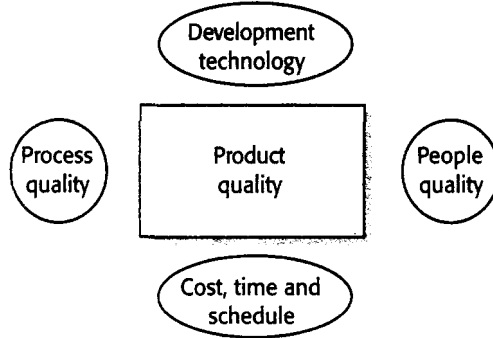 Development
technology
Process
quality
Product
quality
People
quality
Cost, time and
schedule